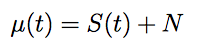 μ(t) = S(t) + N